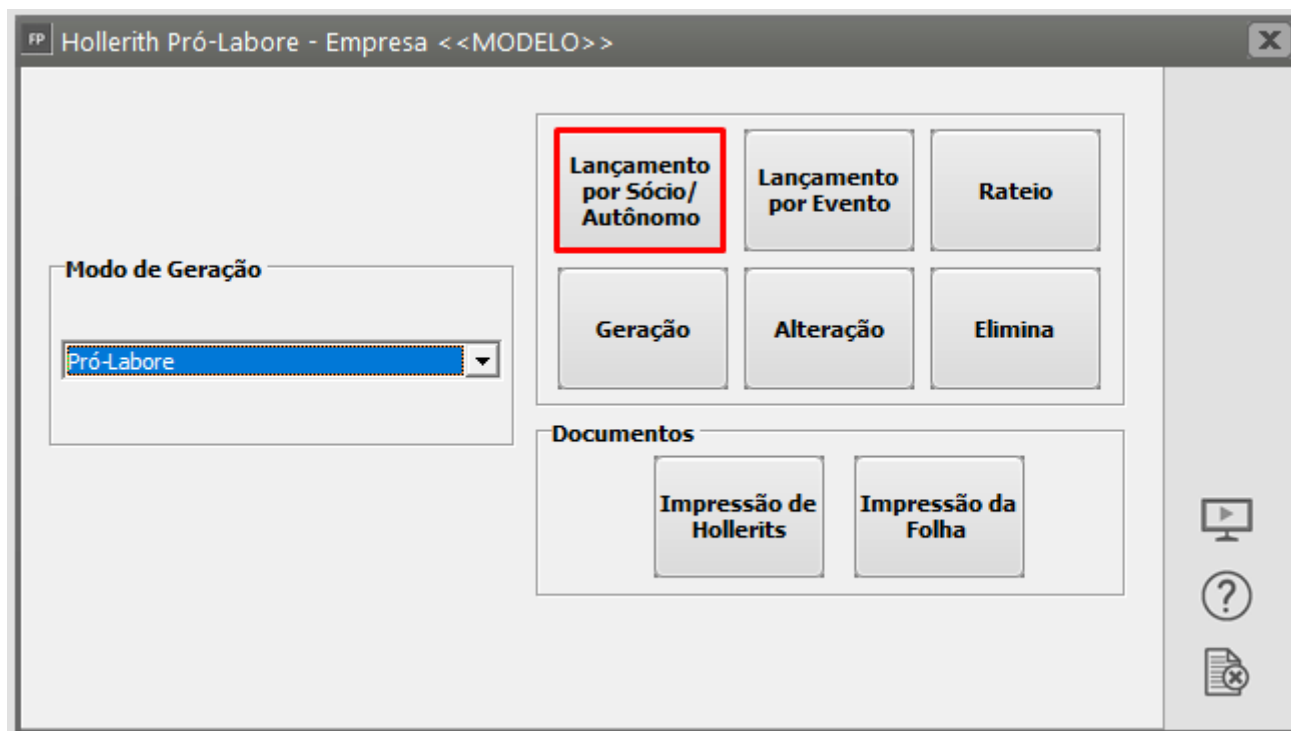 FP Hollerith Pró-Labore - Empresa <<MODELO>>
Modo de Geração
Pró-Labore
Lançamento
por Sócio/
Autônomo
Lançamento
por Evento
Rateio
Geração
Alteração
Elimina
Documentos
Impressão de
Hollerits
Impressão da
Folha